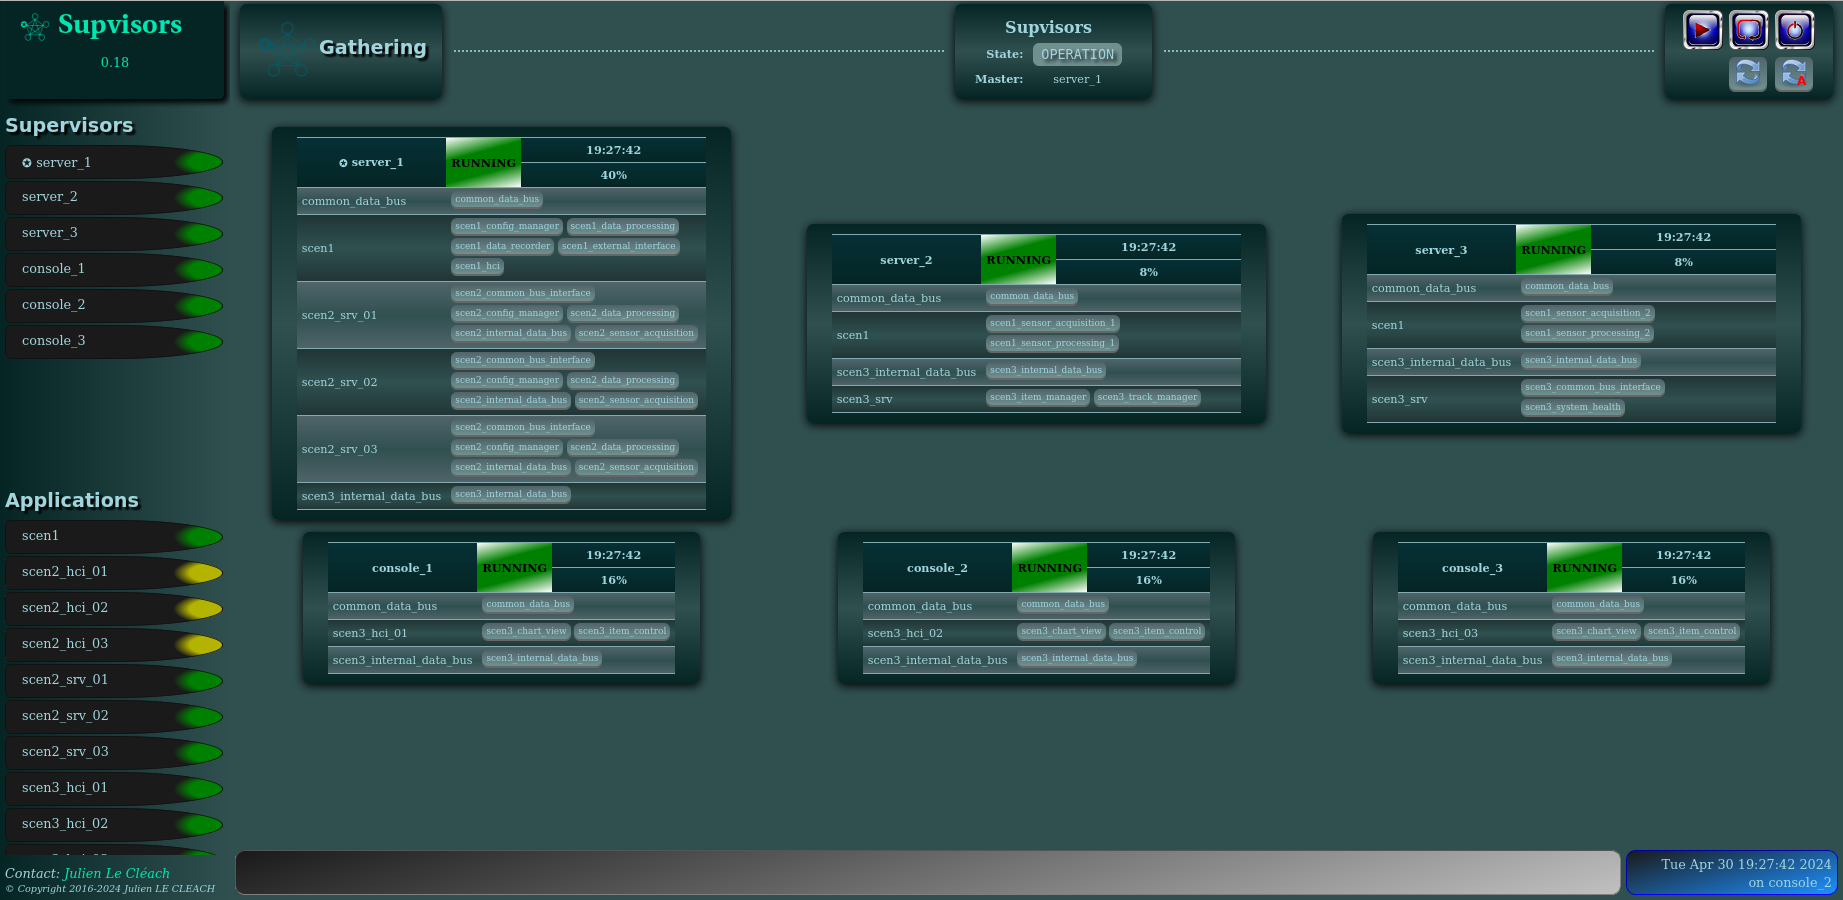 Supvisors
0.18
Supervisors
✪ server_1
server_2
server_3
console_1
console_2
console_3
Applications
scen1
scen2_hci_01
scen2_hci_02
scen2_hci_03
scen2_srv_01
scen2_srv_02
scen2_srv_03
scen3_hci_01
scen3_hci_02
Contact: Julien Le Cléach
© Copyright 2016-2024 Julien LE CLEACH
Gathering
Supvisors
State: OPERATION
Master: server_1
A
✪ server_1 RUNNING 19:27:42
40%
common_data_bus common_data_bus
scen1 scen1_config_manager scen1_data_processing
scen1_data_recorder scen1_external_interface
scen1_hci
scen2_srv_01 scen2_common_bus_interface
scen2_config_manager scen2_data_processing
scen2_internal_data_bus scen2_sensor_acquisition
scen2_srv_02 scen2_common_bus_interface
scen2_config_manager scen2_data_processing
scen2_internal_data_bus scen2_sensor_acquisition
scen2_srv_03 scen2_common_bus_interface
scen2_config_manager scen2_data_processing
scen2_internal_data_bus scen2_sensor_acquisition
scen3_internal_data_bus scen3_internal_data_bus
server_2 RUNNING 19:27:42
8%
common_data_bus common_data_bus
scen1 scen1_sensor_acquisition_1
scen1_sensor_processing_1
scen3_internal_data_bus scen3_internal_data_bus
scen3_srv scen3_item_manager scen3_track_manager
server_3 RUNNING 19:27:42
8%
common_data_bus common_data_bus
scen1 scen1_sensor_acquisition_2
scen1_sensor_processing_2
scen3_internal_data_bus scen3_internal_data_bus
scen3_srv scen3_common_bus_interface
scen3_system_health
console_1 RUNNING 19:27:42
16%
common_data_bus common_data_bus
scen3_hci_01 scen3_chart_view scen3_item_control
scen3_internal_data_bus scen3_internal_data_bus
console_2 RUNNING 19:27:42
16%
common_data_bus common_data_bus
scen3_hci_02 scen3_chart_view scen3_item_control
scen3_internal_data_bus scen3_internal_data_bus
console_3 RUNNING 19:27:42
16%
common_data_bus common_data_bus
scen3_hci_03 scen3_chart_view scen3_item_control
scen3_internal_data_bus scen3_internal_data_bus
Tue Apr 30 19:27:42 2024
on console_2